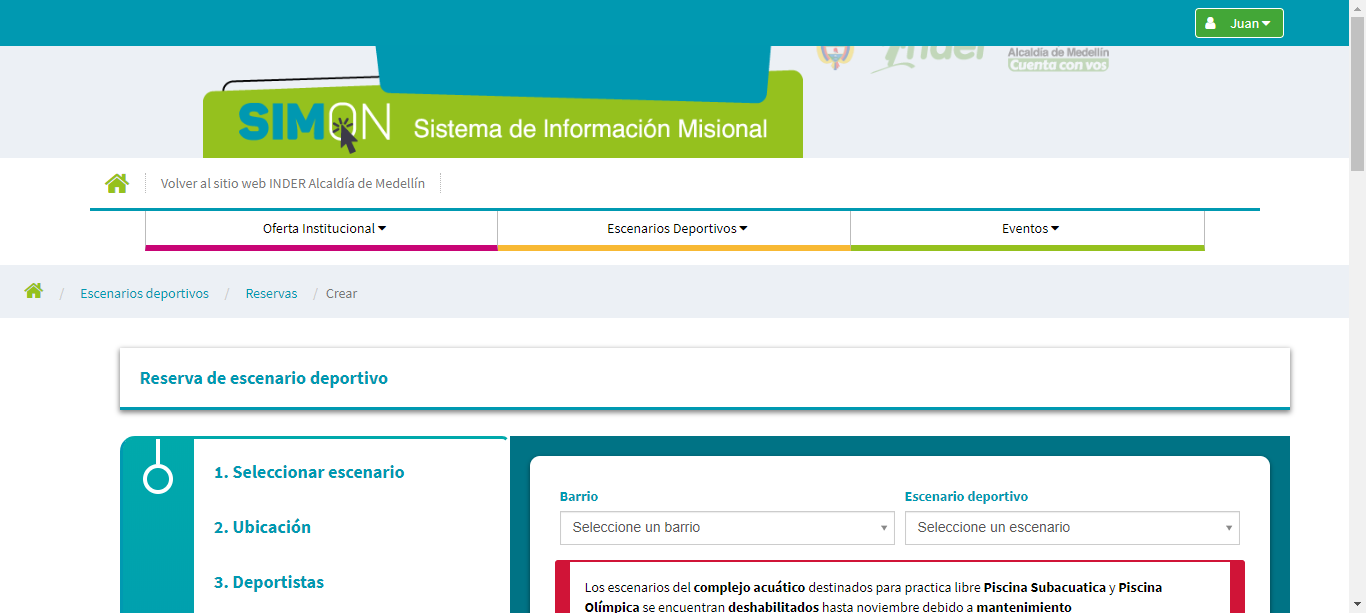 Juan
Inder
Alcaldía de Medellín
Cuenta con vos
SIMON Sistema de Información Misional
Volver al sitio web INDER Alcaldía de Medellín
Oferta Institucional
Escenarios Deportivos
Eventos
/ Escenarios deportivos / Reservas / Crear
Reserva de escenario deportivo
1. Seleccionar escenario
2. Ubicación
3. Deportistas
Barrio
Seleccione un barrio
Escenario deportivo
Seleccione un escenario
Los escenarios del complejo acuático destinados para practica libre Piscina Subacuatica y Piscina
Olímpica se encuentran deshabilitados hasta noviembre debido a mantenimiento